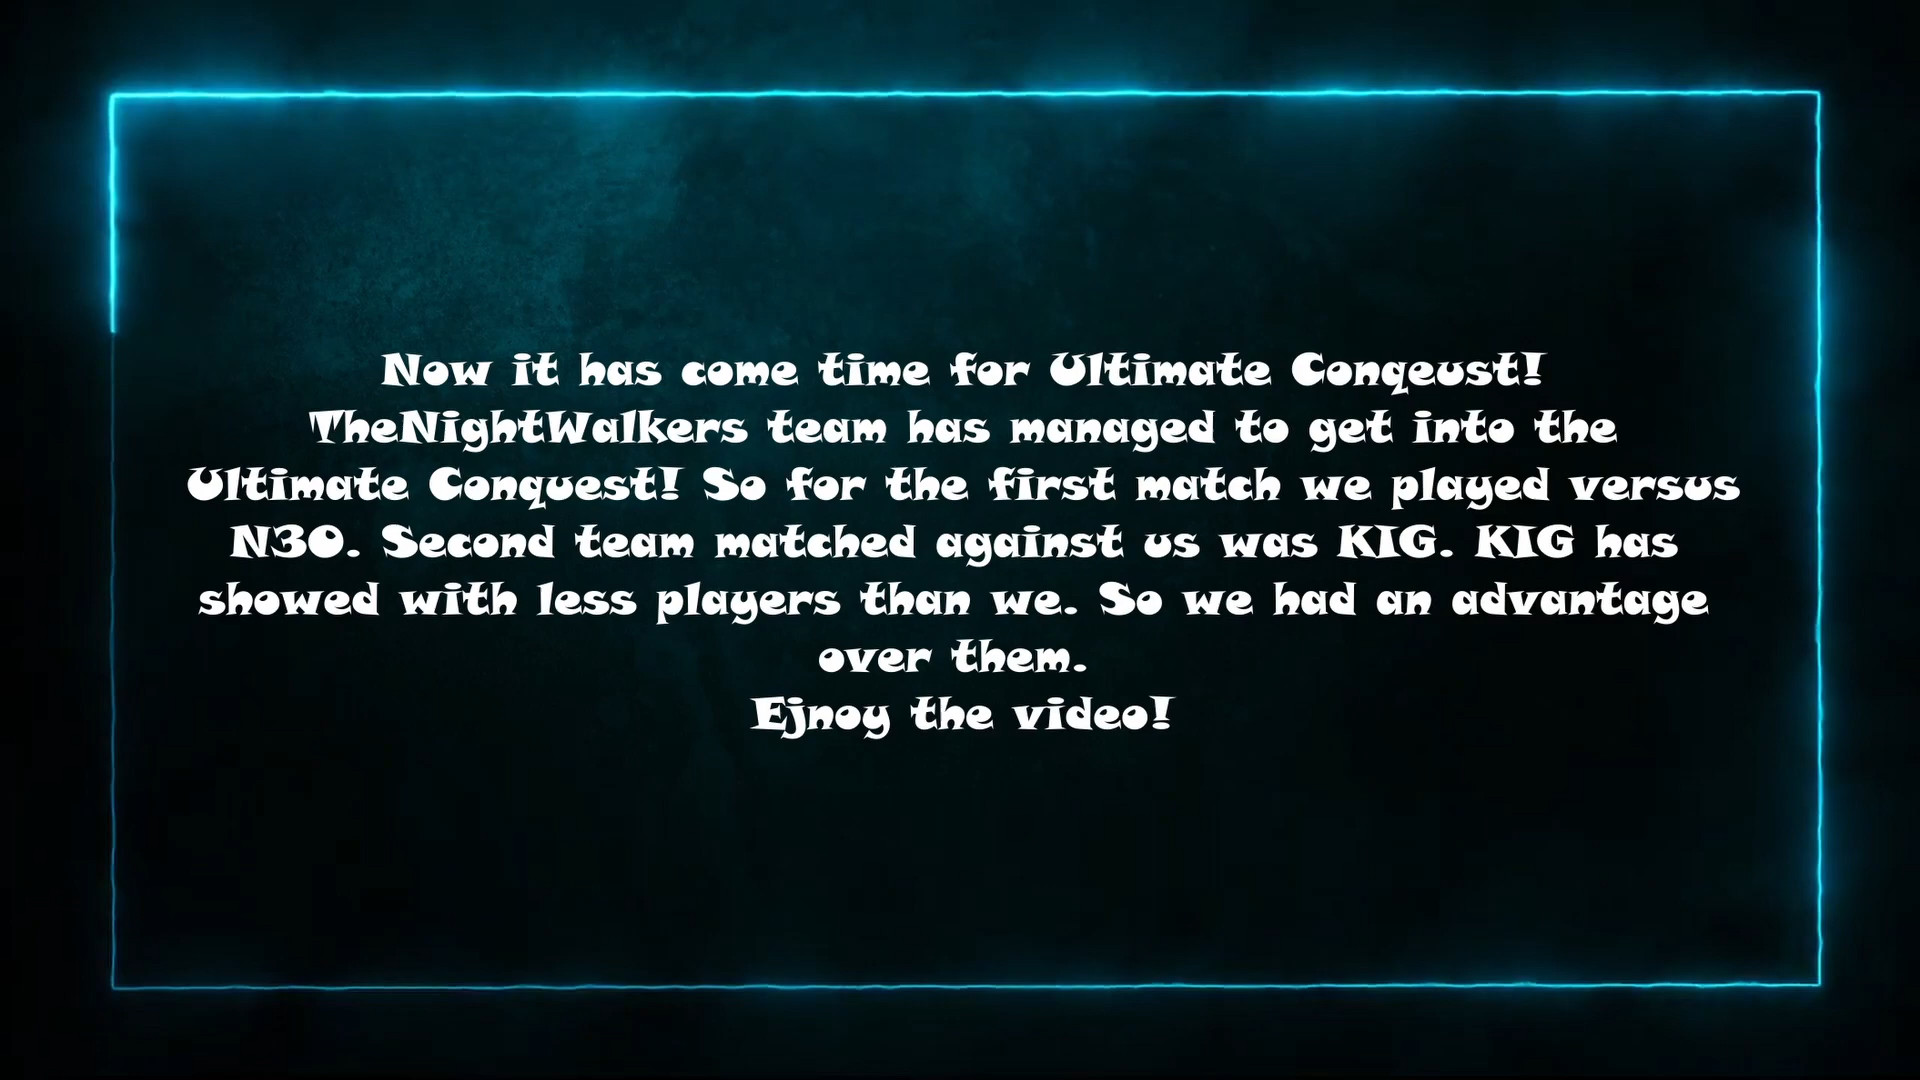 Now it has come time for Ultimate Conqeust!
TheNightWalkers team has managed to get into the
Ultimate Conquest! So for the first match we played versus
N3O. Second team matched against us was KIG. KIG has
showed with less players than we. So we had an advantage
over them.
Ejnoy the video!